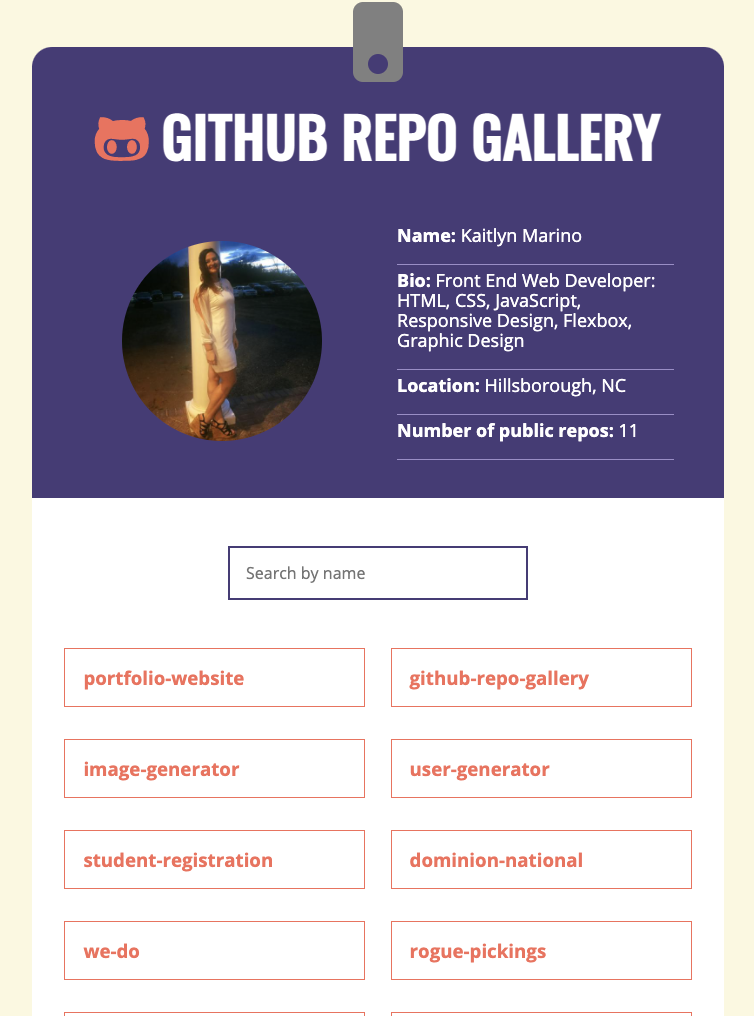 GITHUB REPO GALLERY
Name: Kaitlyn Marino
Bio: Front End Web Developer:
HTML, CSS, JavaScript,
Responsive Design, Flexbox,
Graphic Design
Location: Hillsborough, NC
Number of public repos: 11
Search by name
portfolio-website
github-repo-gallery
image-generator
user-generator
student-registration
dominion-national
we-do
rogue-pickings